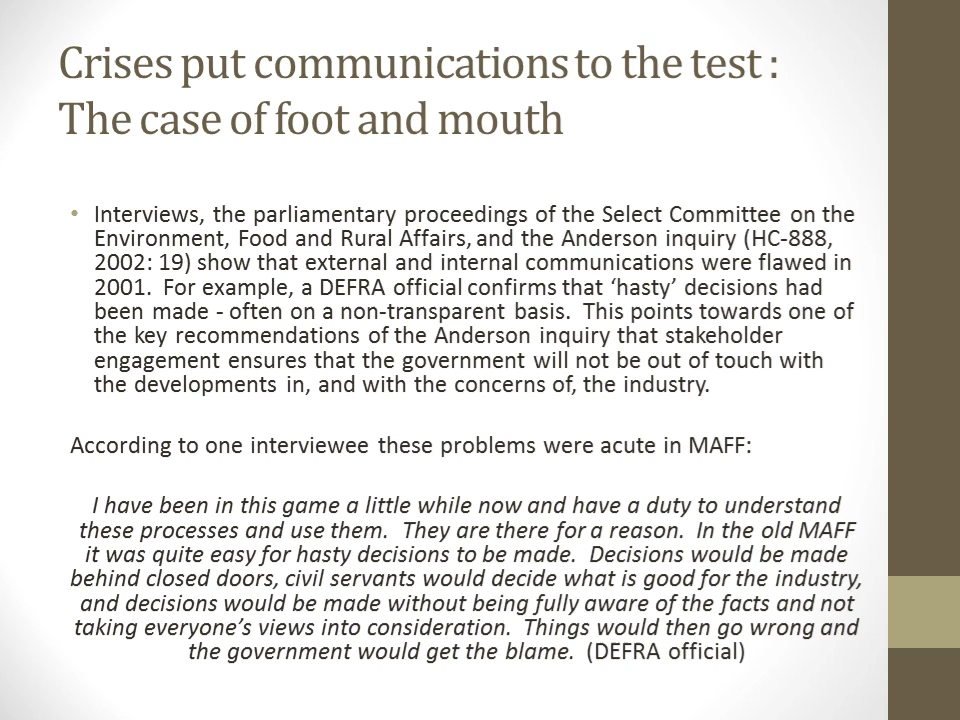 Crises put communications to the test :
The case of foot and mouth
• Interviews, the parliamentary proceedings of the Select Committee on the
Environment, Food and Rural Affairs, and the Anderson inquiry (HC-888,
2002: 19) show that external and internal communications were flawed in
2001.  For example, a DEFRA official confirms that ‘hasty’ decisions had
been made - often on a non-transparent basis.  This points towards one of
the key recommendations of the Anderson inquiry that stakeholder
engagement ensures that the government will not be out of touch with
the developments in, and with the concerns of, the industry.
According to one interviewee these problems were acute in MAFF:
I have been in this game a little while now and have a duty to understand
these processes and use them.  They are there for a reason.  In the old MAFF
it was quite easy for hasty decisions to be made.  Decisions would be made
behind closed doors, civil servants would decide what is good for the industry,
and decisions would be made without being fully aware of the facts and not
taking everyone’s views into consideration.  Things would then go wrong and
the government would get the blame.  (DEFRA official)